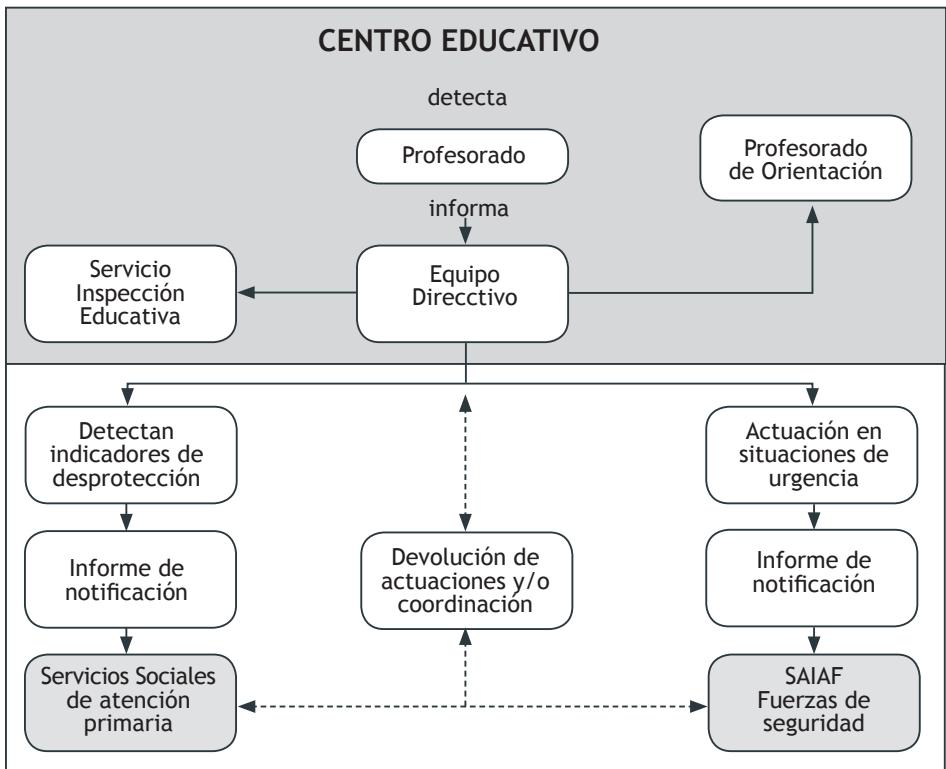 CENTRO EDUCATIVO
detecta
Profesorado
Profesorado
de Orientación
informa
Servicio
Inspección
Educativa
Equipo
Direcctivo
Detectan
indicadores de
desprotección
Actuación en
situaciones de
urgencia
Informe de
notificación
Devolución de
actuaciones y/o
coordinación
Informe de
notificación
Servicios Sociales
de atención
primaria
SAIAF
Fuerzas de
seguridad